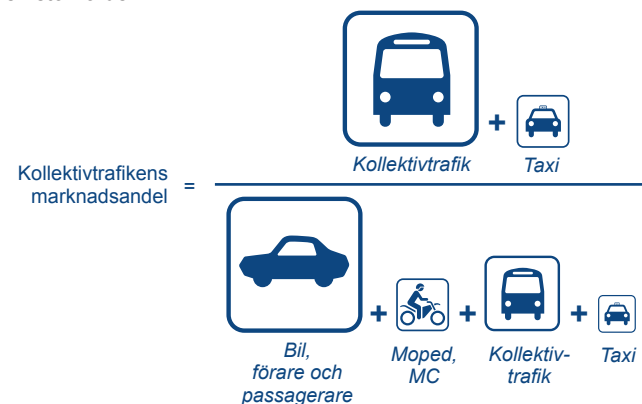 Kollektivtrafik + Taxi
Kollektivtrafikens
marknadsandel =
+ + +
Bil,
förare och
passagerare
Moped,
MC
Kollektiv-
trafik
Taxi